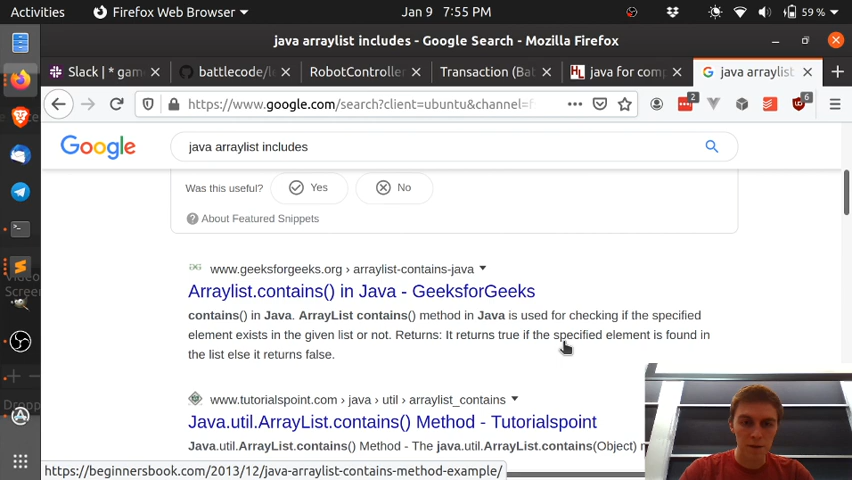 Activities
Firefox Web Browser
Jan 9 7:55 PM
59 %
java arraylist includes - Google Search - Mozilla Firefox
Slack | * gam
battlecode/l
RobotController
Transaction (Bat
java for comp
java arraylist
https://www.google.com/search?client=ubuntu&channel=f
2
6
Google
java arraylist includes
Was this useful?
Yes
No
About Featured Snippets
www.geeksforgeeks.org › arraylist-contains-java
Arraylist.contains() in Java - GeeksforGeeks
contains() in Java. ArrayList contains() method in Java is used for checking if the specified
element exists in the given list or not. Returns: It returns true if the specified element is found in
the list else it returns false.
www.tutorialspoint.com › java › util › arraylist_contains
Java.util.ArrayList.contains() Method - Tutorialspoint
Java.util.ArrayList.contains() Method - The java.util.ArrayList.contains(Object)
https://beginnersbook.com/2013/12/java-arraylist-contains-method-example/